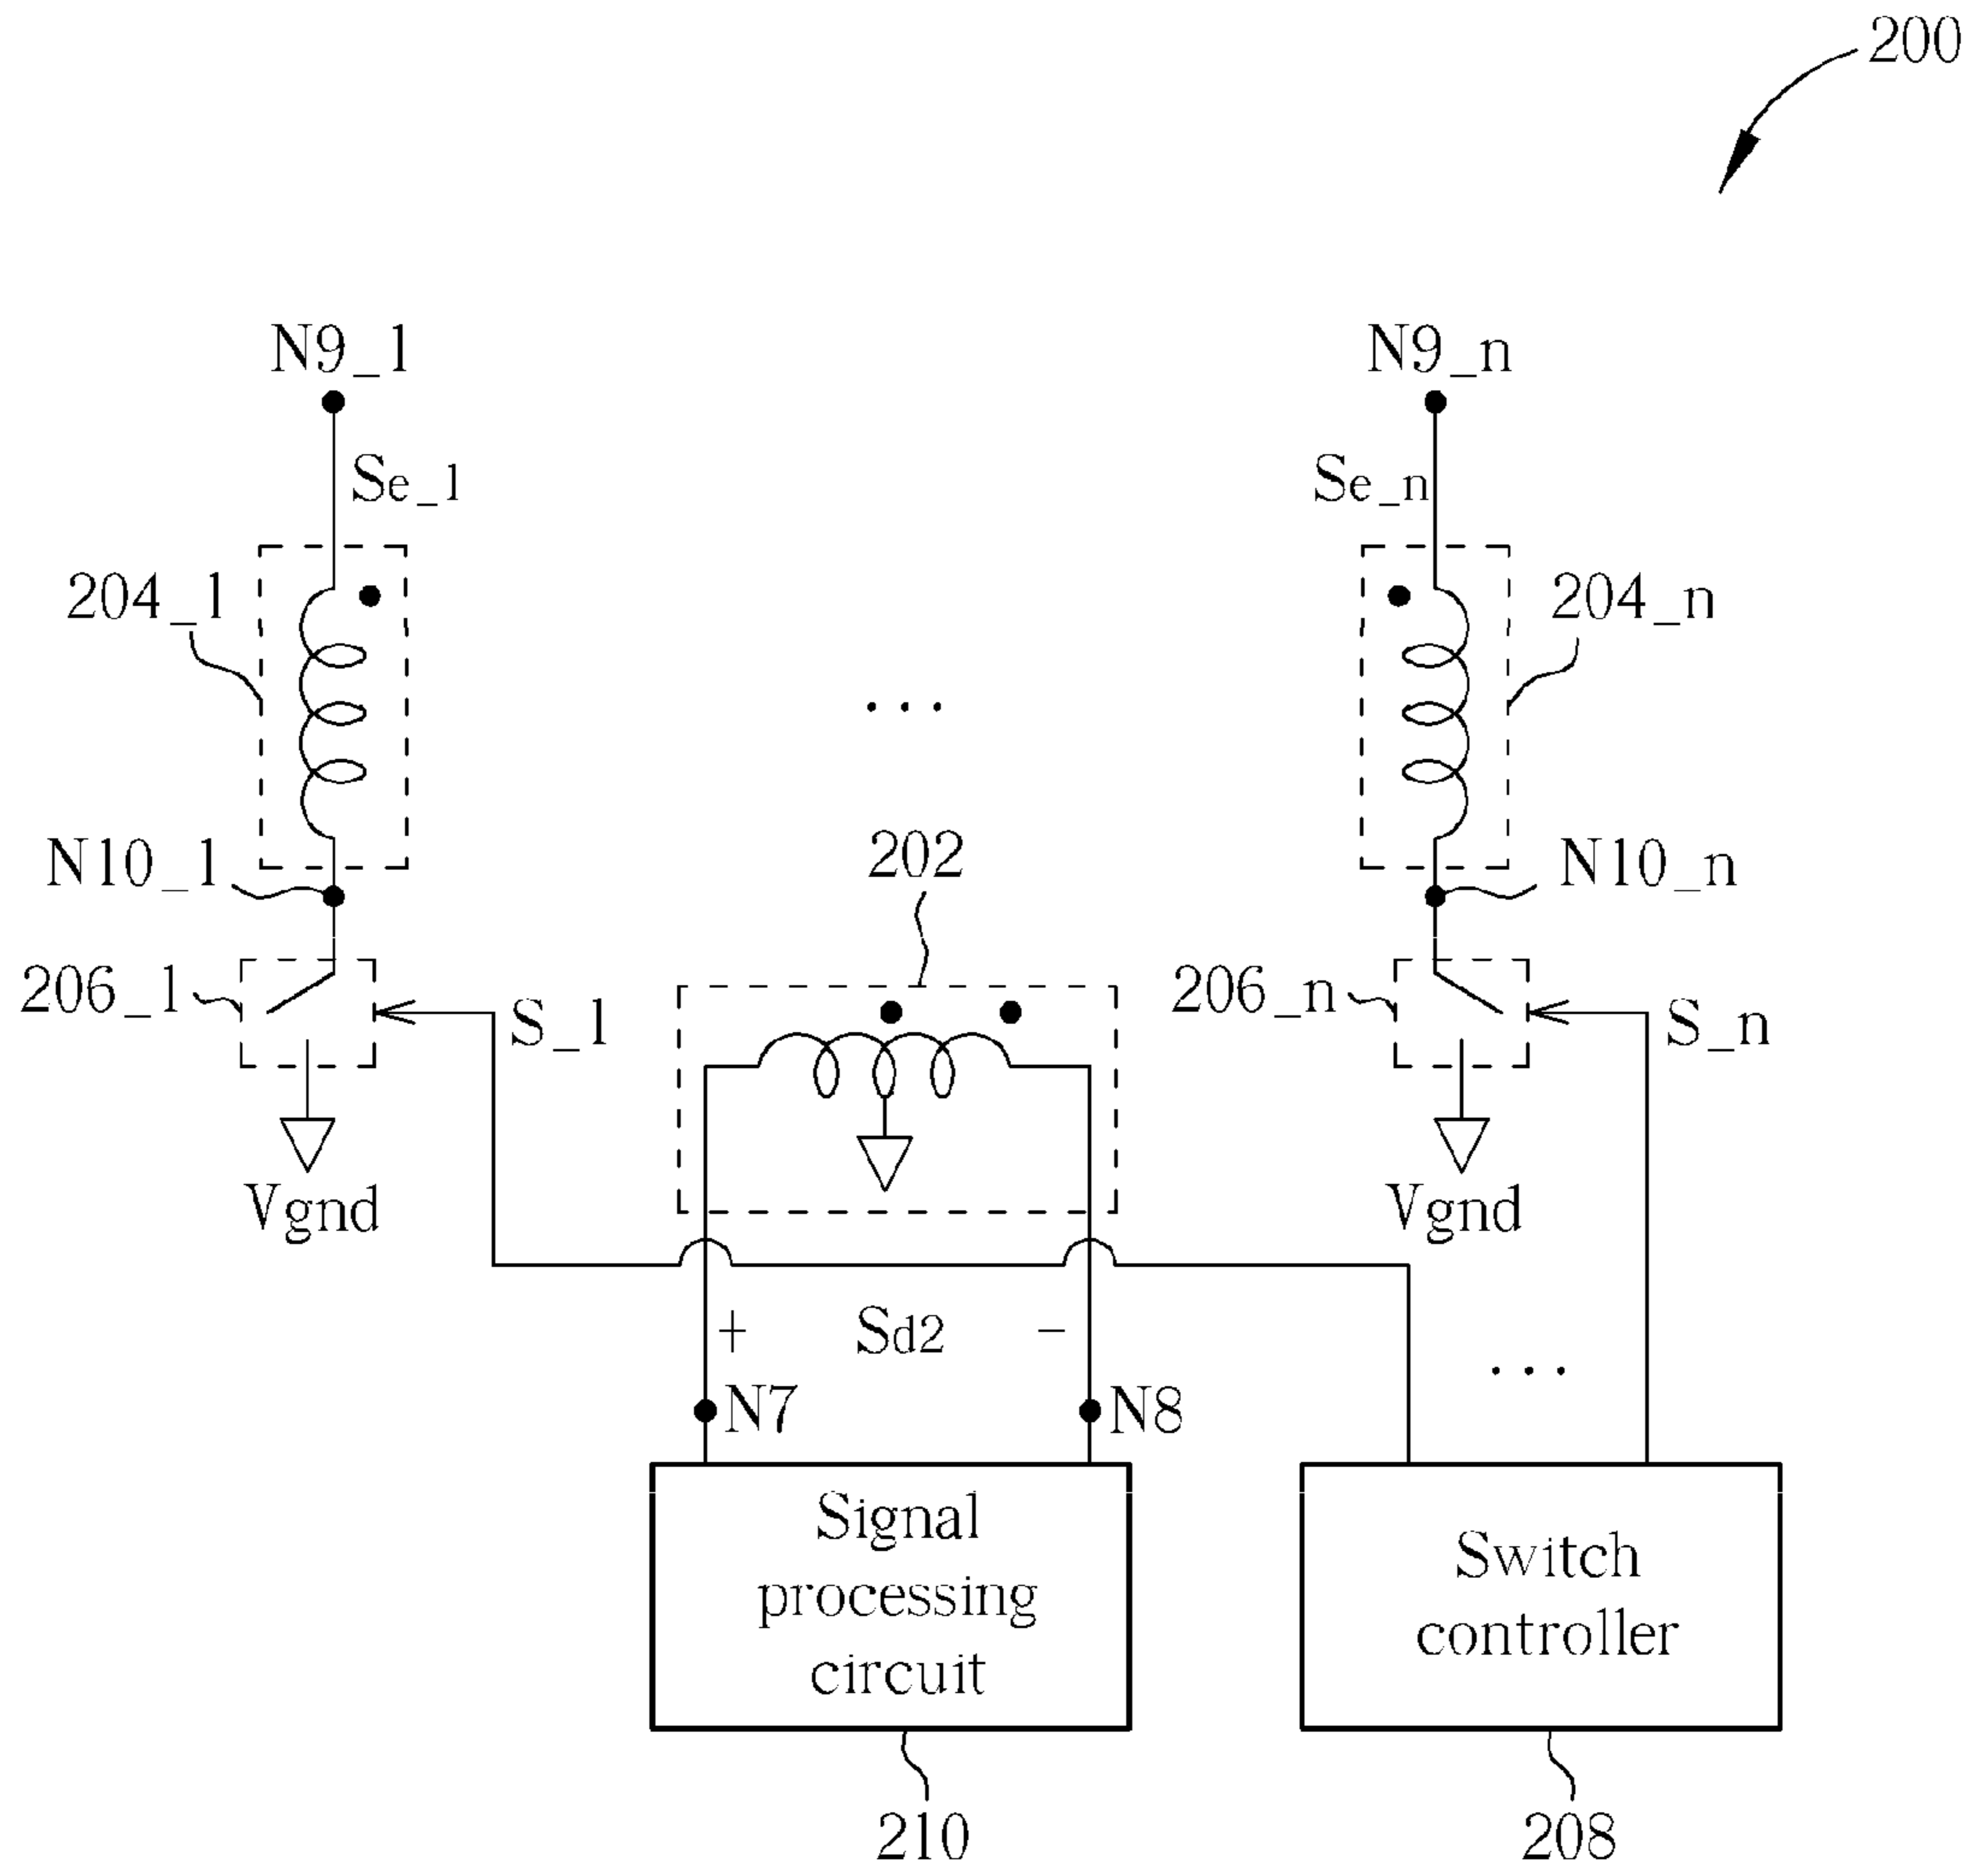 200
N9_1
N9_n
Se_1
Se_n
204_1
204_n
...
202
N10_1
N10_n
206_1
S_1
206_n
S_n
Vgnd
Vgnd
+ Sd2 -
...
N7
N8
Signal
processing
circuit
Switch
controller
210
208